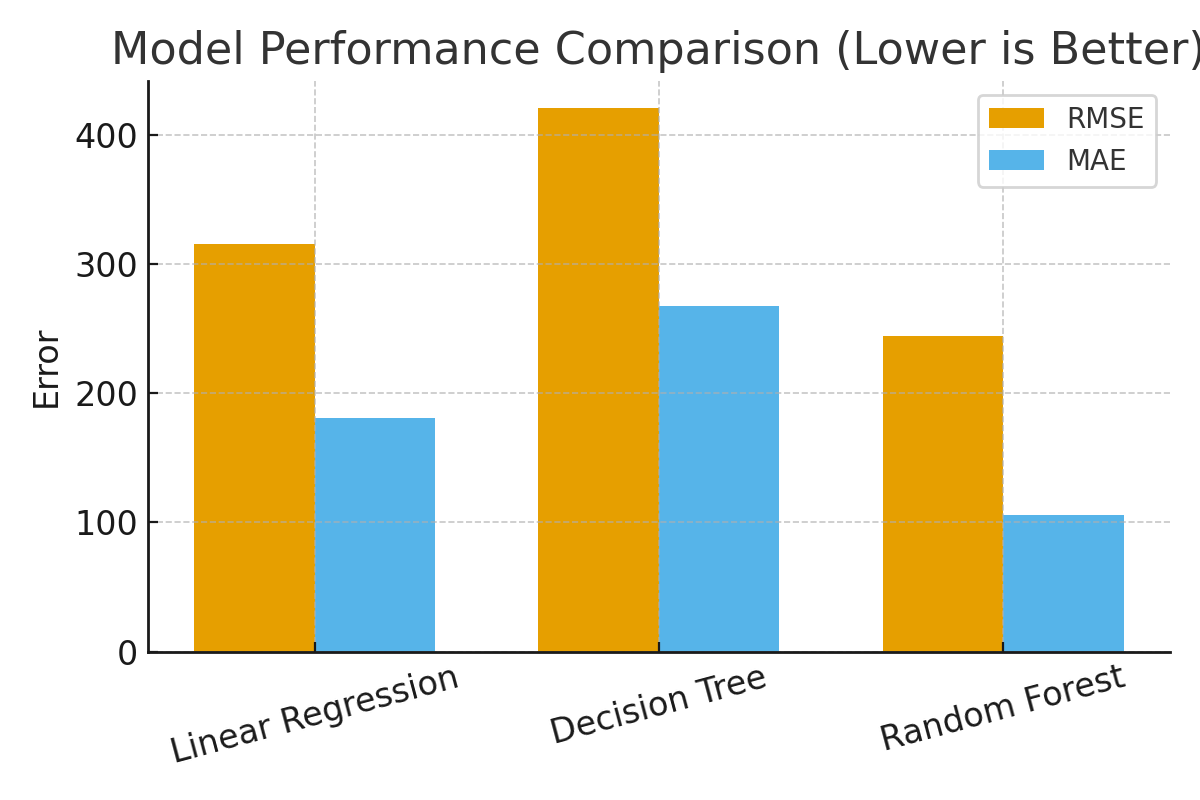 Model Performance Comparison (Lower is Better)
RMSE
MAE
Error
400
300
200
100
0
Linear Regression
Decision Tree
Random Forest